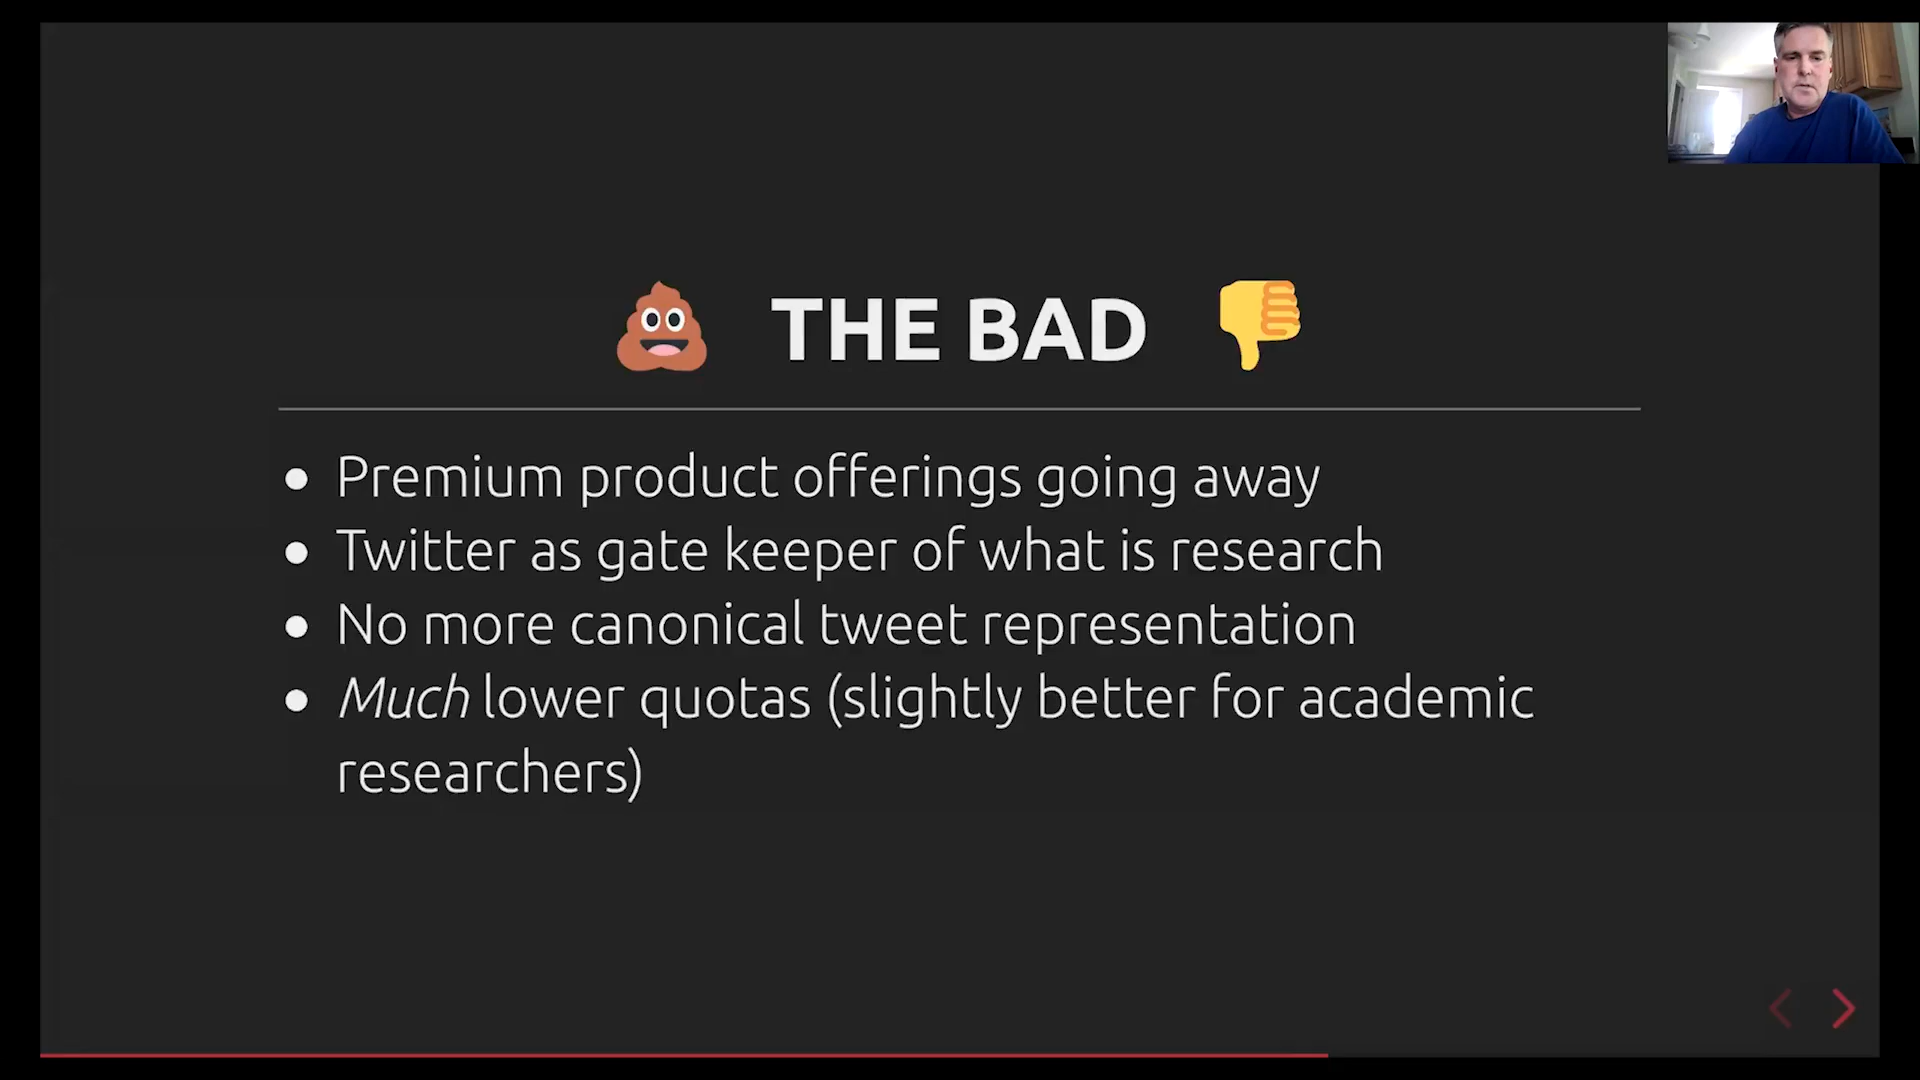 THE BAD
Premium product offerings going away
Twitter as gate keeper of what is research
No more canonical tweet representation
Much lower quotas (slightly better for academic
researchers)